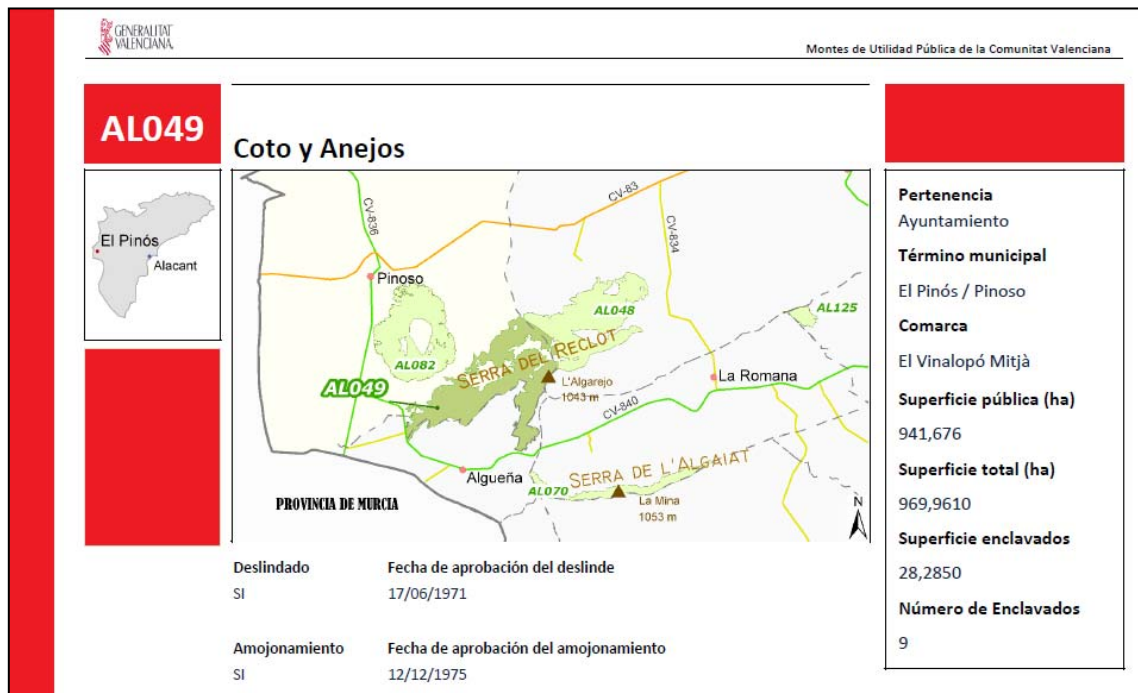 GENERALITAT
VALENCIANA
Montes de Utilidad Pública de la Comunitat Valenciana
AL049
Coto y Anejos
El Pinós
Alacant
CV-836
CV-83
CV-834
Pinoso
AL048
AL125
AL082
SERRA DEL RECLOT
L'Algarejo
1043 m
La Romana
AL049
CV-840
Algueña
SERRA DE L'ALGAIAT
AL070
La Mina
1053 m
PROVINCIA DE MURCIA
N
Pertenencia
Ayuntamiento
Término municipal
El Pinós / Pinoso
Comarca
El Vinalopó Mitjà
Superficie pública (ha)
941,676
Superficie total (ha)
969,9610
Superficie enclavados
28,2850
Número de Enclavados
9
Deslindado Fecha de aprobación del deslinde
SI 17/06/1971
Amojonamiento Fecha de aprobación del amojonamiento
SI 12/12/1975